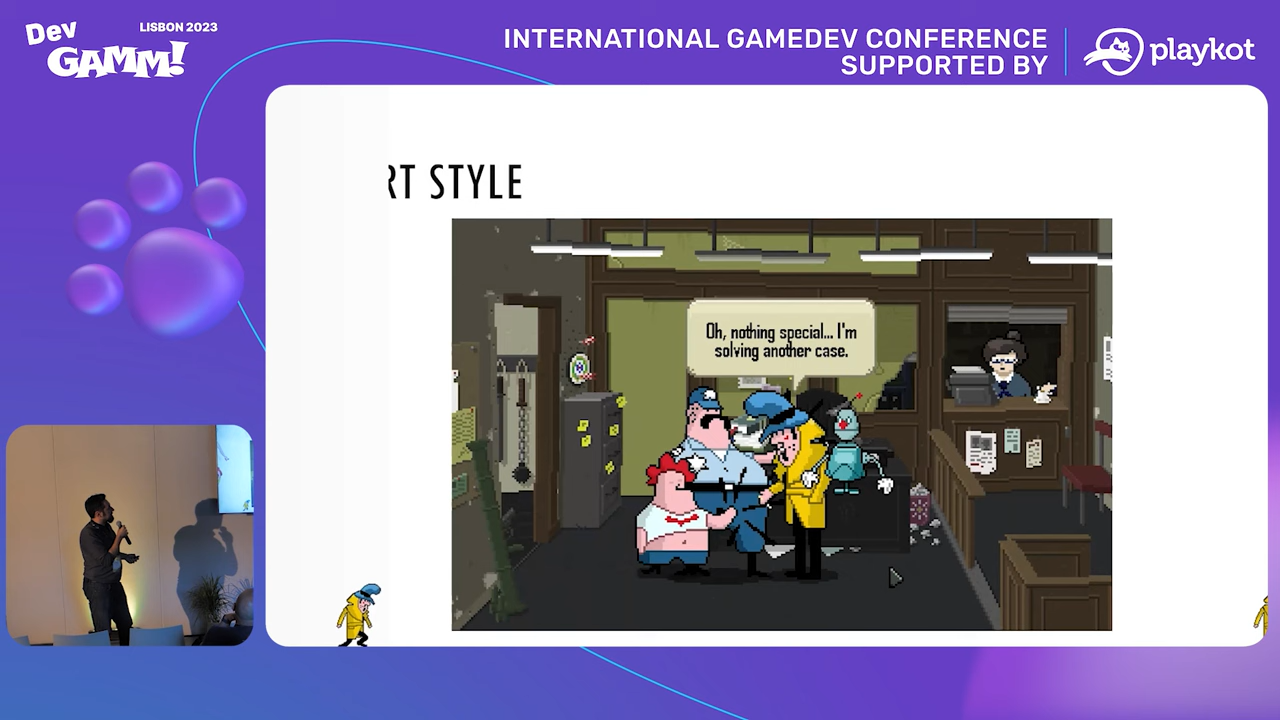 Dev
GAMM!
LISBON 2023
INTERNATIONAL GAMEDEV CONFERENCE
SUPPORTED BY
playkot
RT STYLE
Oh, nothing special... I'm
solving another case.